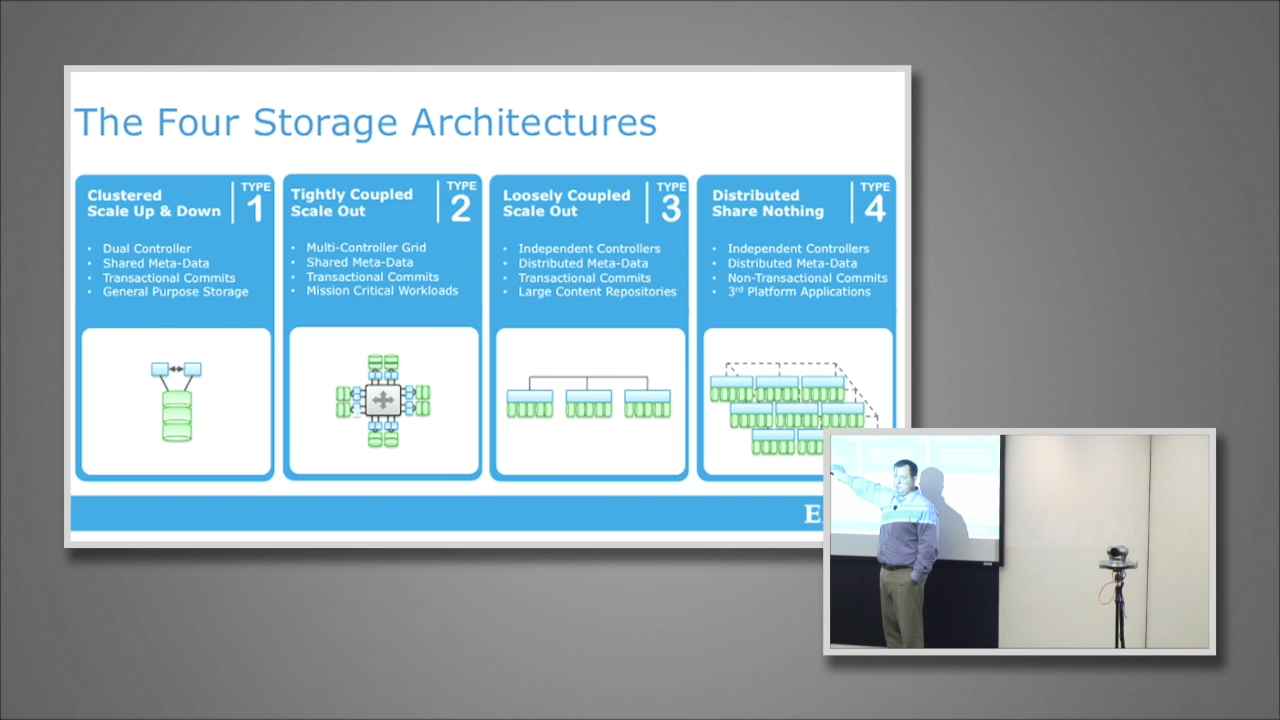 The Four Storage Architectures
Clustered
Scale Up & Down
TYPE
1
• Dual Controller
• Shared Meta-Data
• Transactional Commits
• General Purpose Storage
Tightly Coupled
Scale Out
TYPE
2
• Multi-Controller Grid
• Shared Meta-Data
• Transactional Commits
• Mission Critical Workloads
Loosely Coupled
Scale Out
TYPE
3
• Independent Controllers
• Distributed Meta-Data
• Transactional Commits
• Large Content Repositories
Distributed
Share Nothing
TYPE
4
• Independent Controllers
• Distributed Meta-Data
• Non-Transactional Commits
• 3rd Platform Applications